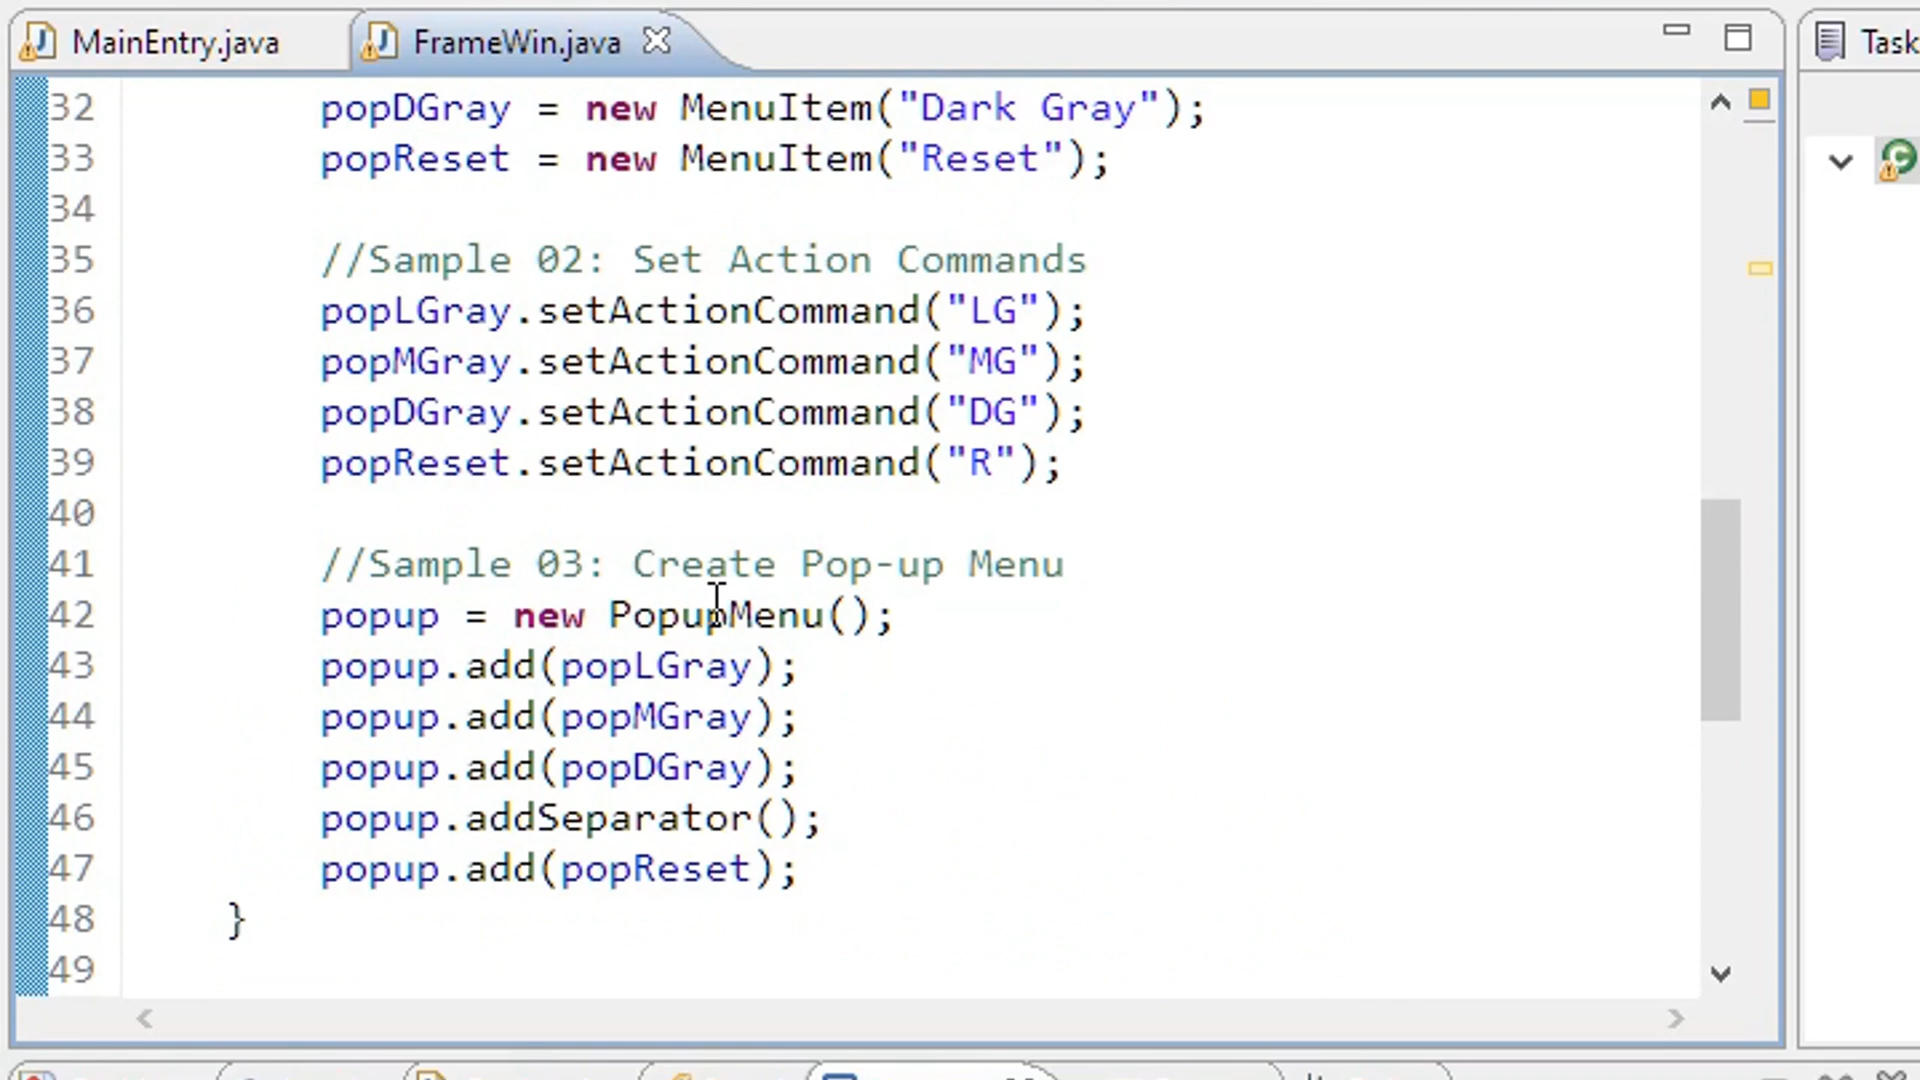 MainEntry.java
FrameWin.java
Task
32 popDGray = new MenuItem("Dark Gray");
33 popReset = new MenuItem("Reset");
34
35 //Sample 02: Set Action Commands
36 popLGray.setActionCommand("LG");
37 popMGray.setActionCommand("MG");
38 popDGray.setActionCommand("DG");
39 popReset.setActionCommand("R");
40
41 //Sample 03: Create Pop-up Menu
42 popup = new PopupMenu();
43 popup.add(popLGray);
44 popup.add(popMGray);
45 popup.add(popDGray);
46 popup.addSeparator();
47 popup.add(popReset);
48 }
49